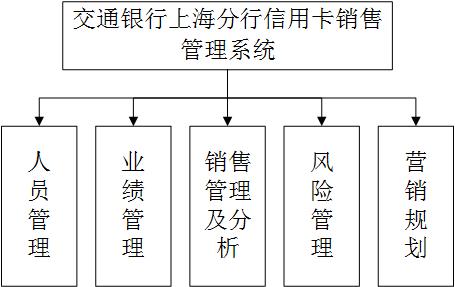 交通银行上海分行信用卡销售
管理系统
人
员
管
理
业
绩
管
理
销售
管理
及分
析
风
险
管
理
营
销
规
划